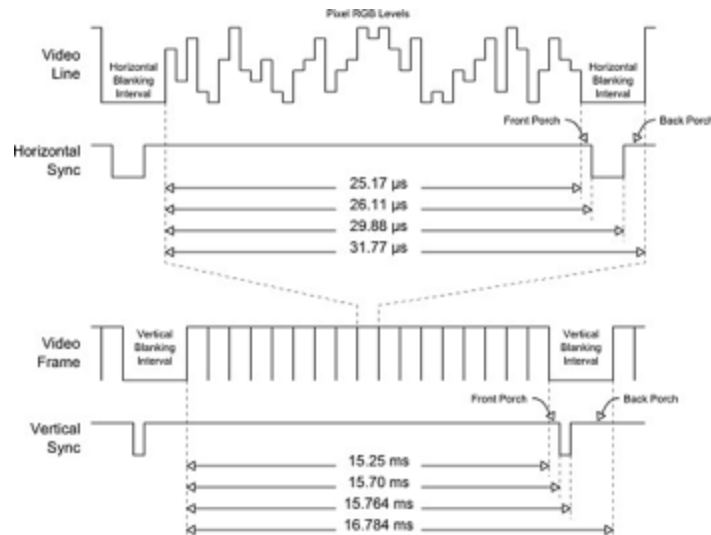 Pixel RGB Levels
Video
Line
Horizontal
Blanking
Interval
Horizontal
Blanking
Interval
Front Porch
Back Porch
Horizontal
Sync
25.17 µs
26.11 µs
29.88 µs
31.77 µs
Video
Frame
Vertical
Blanking
Interval
Vertical
Blanking
Interval
Front Porch
Back Porch
Vertical
Sync
15.25 ms
15.70 ms
15.764 ms
16.784 ms